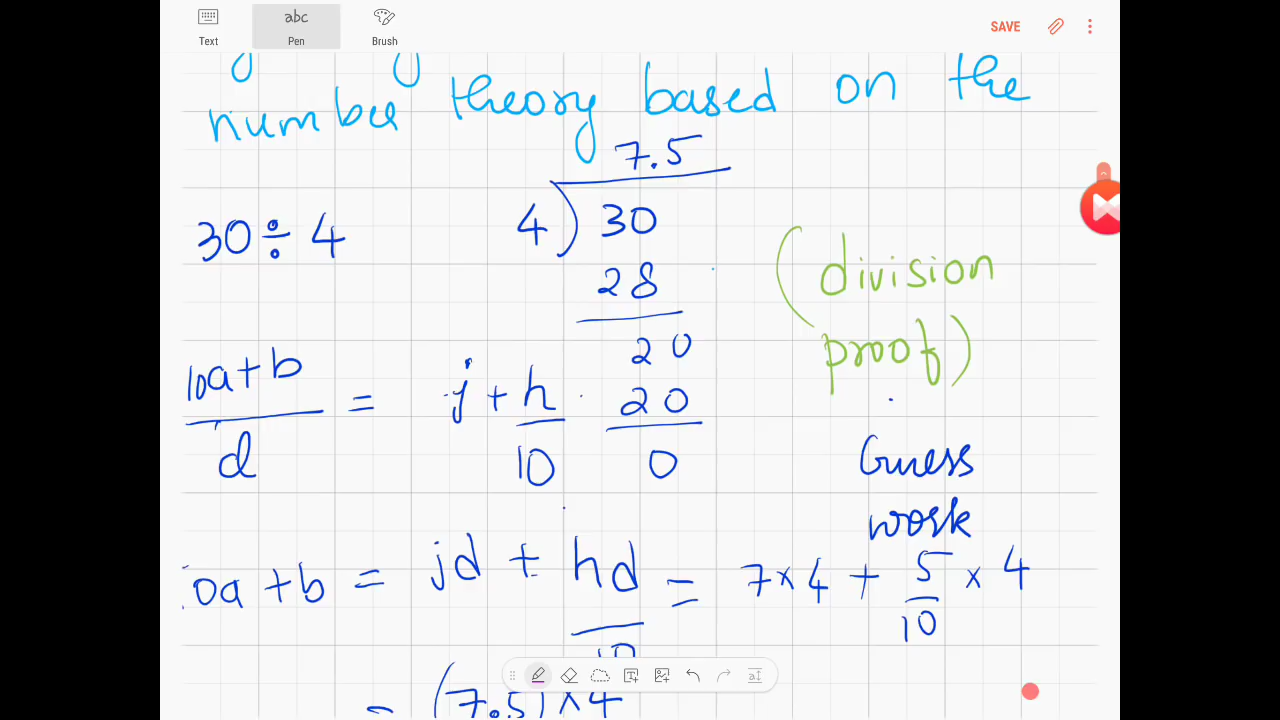 Text
abc
Pen
Brush
SAVE
number theory based on the
7.5
30 ÷ 4
4 ) 30
28
20
20
0
(division
proof)
10a+b / d = j + h / 10
Guess
work
10a + b = jd + hd / 10 = 7 × 4 + 5 / 10 × 4
= (7.5) × 4